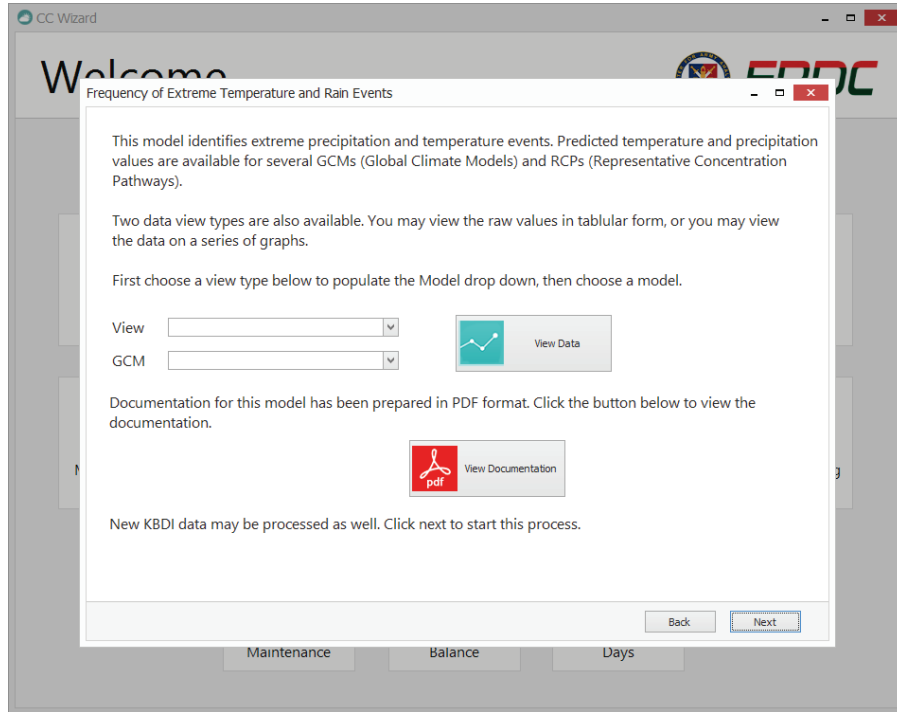 CC Wizard
Welcome
Frequency of Extreme Temperature and Rain Events
This model identifies extreme precipitation and temperature events. Predicted temperature and precipitation
values are available for several GCMs (Global Climate Models) and RCPs (Representative Concentration
Pathways).
Two data view types are also available. You may view the raw values in tablular form, or you may view
the data on a series of graphs.
First choose a view type below to populate the Model drop down, then choose a model.
View
View Data
GCM
Documentation for this model has been prepared in PDF format. Click the button below to view the
documentation.
pdf
View Documentation
New KBDI data may be processed as well. Click next to start this process.
Back
Next
Maintenance
Balance
Days